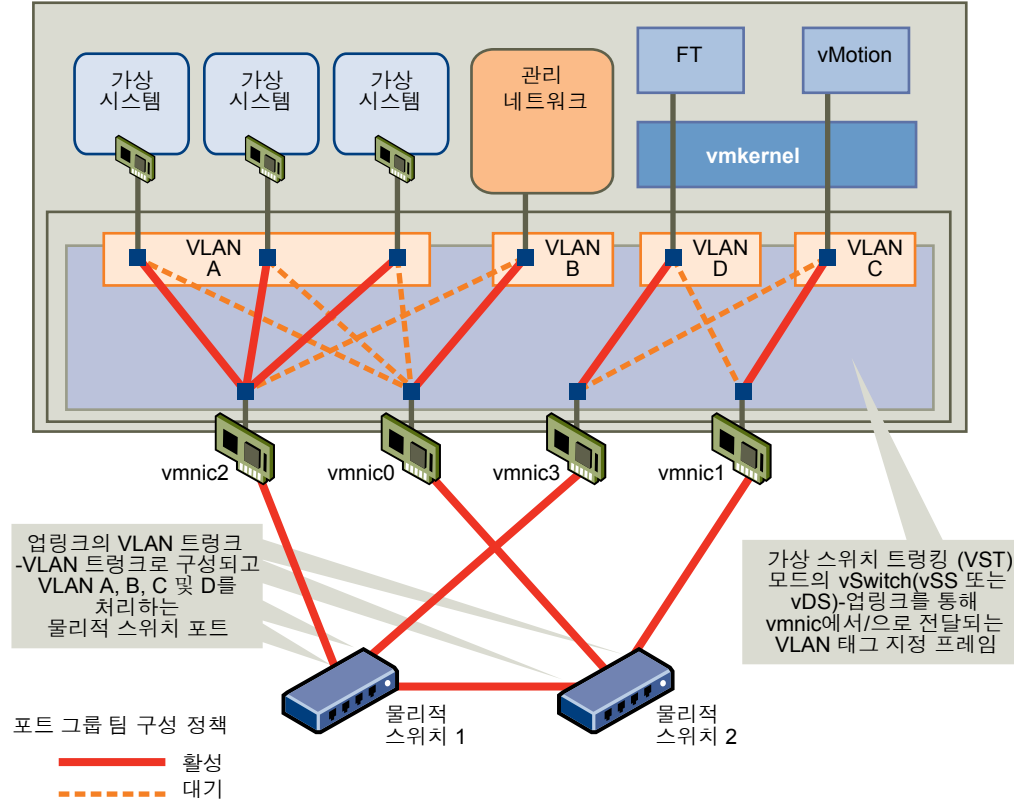 가상
시스템
가상
시스템
가상
시스템
관리
네트워크
FT
vMotion
vmkernel
VLAN
A
VLAN
B
VLAN
D
VLAN
C
vmnic2
vmnic0
vmnic3
vmnic1
업링크의 VLAN 트렁크
-VLAN 트렁크로 구성되고
VLAN A, B, C 및 D를
처리하는
물리적 스위치 포트
가상 스위치 트렁킹 (VST)
모드의 vSwitch(vSS 또는
vDS)-업링크를 통해
vmnic에서/으로 전달되는
VLAN 태그 지정 프레임
물리적
스위치 1
물리적
스위치 2
포트 그룹 팀 구성 정책
활성
대기